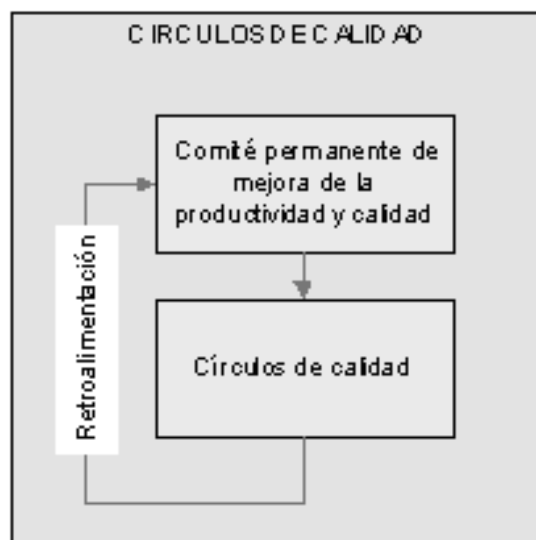 CIRCULOS DE CALIDAD
Comité permanente de
mejora de la
productividad y calidad
Retroalimentación
Círculos de calidad